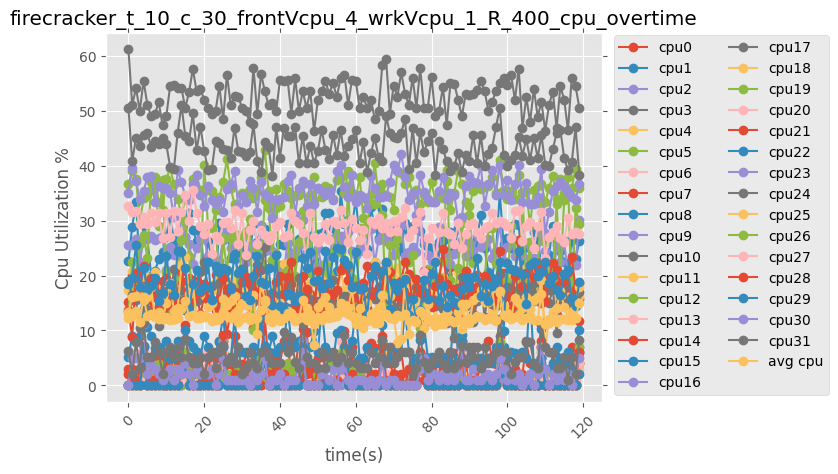 firecracker_t_10_c_30_frontVcpu_4_wrkVcpu_1_R_400_cpu_overtime
Cpu Utilization %
60
50
40
30
20
10
0
0
20
40
60
80
100
120
time(s)
cpu0
cpu1
cpu2
cpu3
cpu4
cpu5
cpu6
cpu7
cpu8
cpu9
cpu10
cpu11
cpu12
cpu13
cpu14
cpu15
cpu16
cpu17
cpu18
cpu19
cpu20
cpu21
cpu22
cpu23
cpu24
cpu25
cpu26
cpu27
cpu28
cpu29
cpu30
cpu31
avg cpu